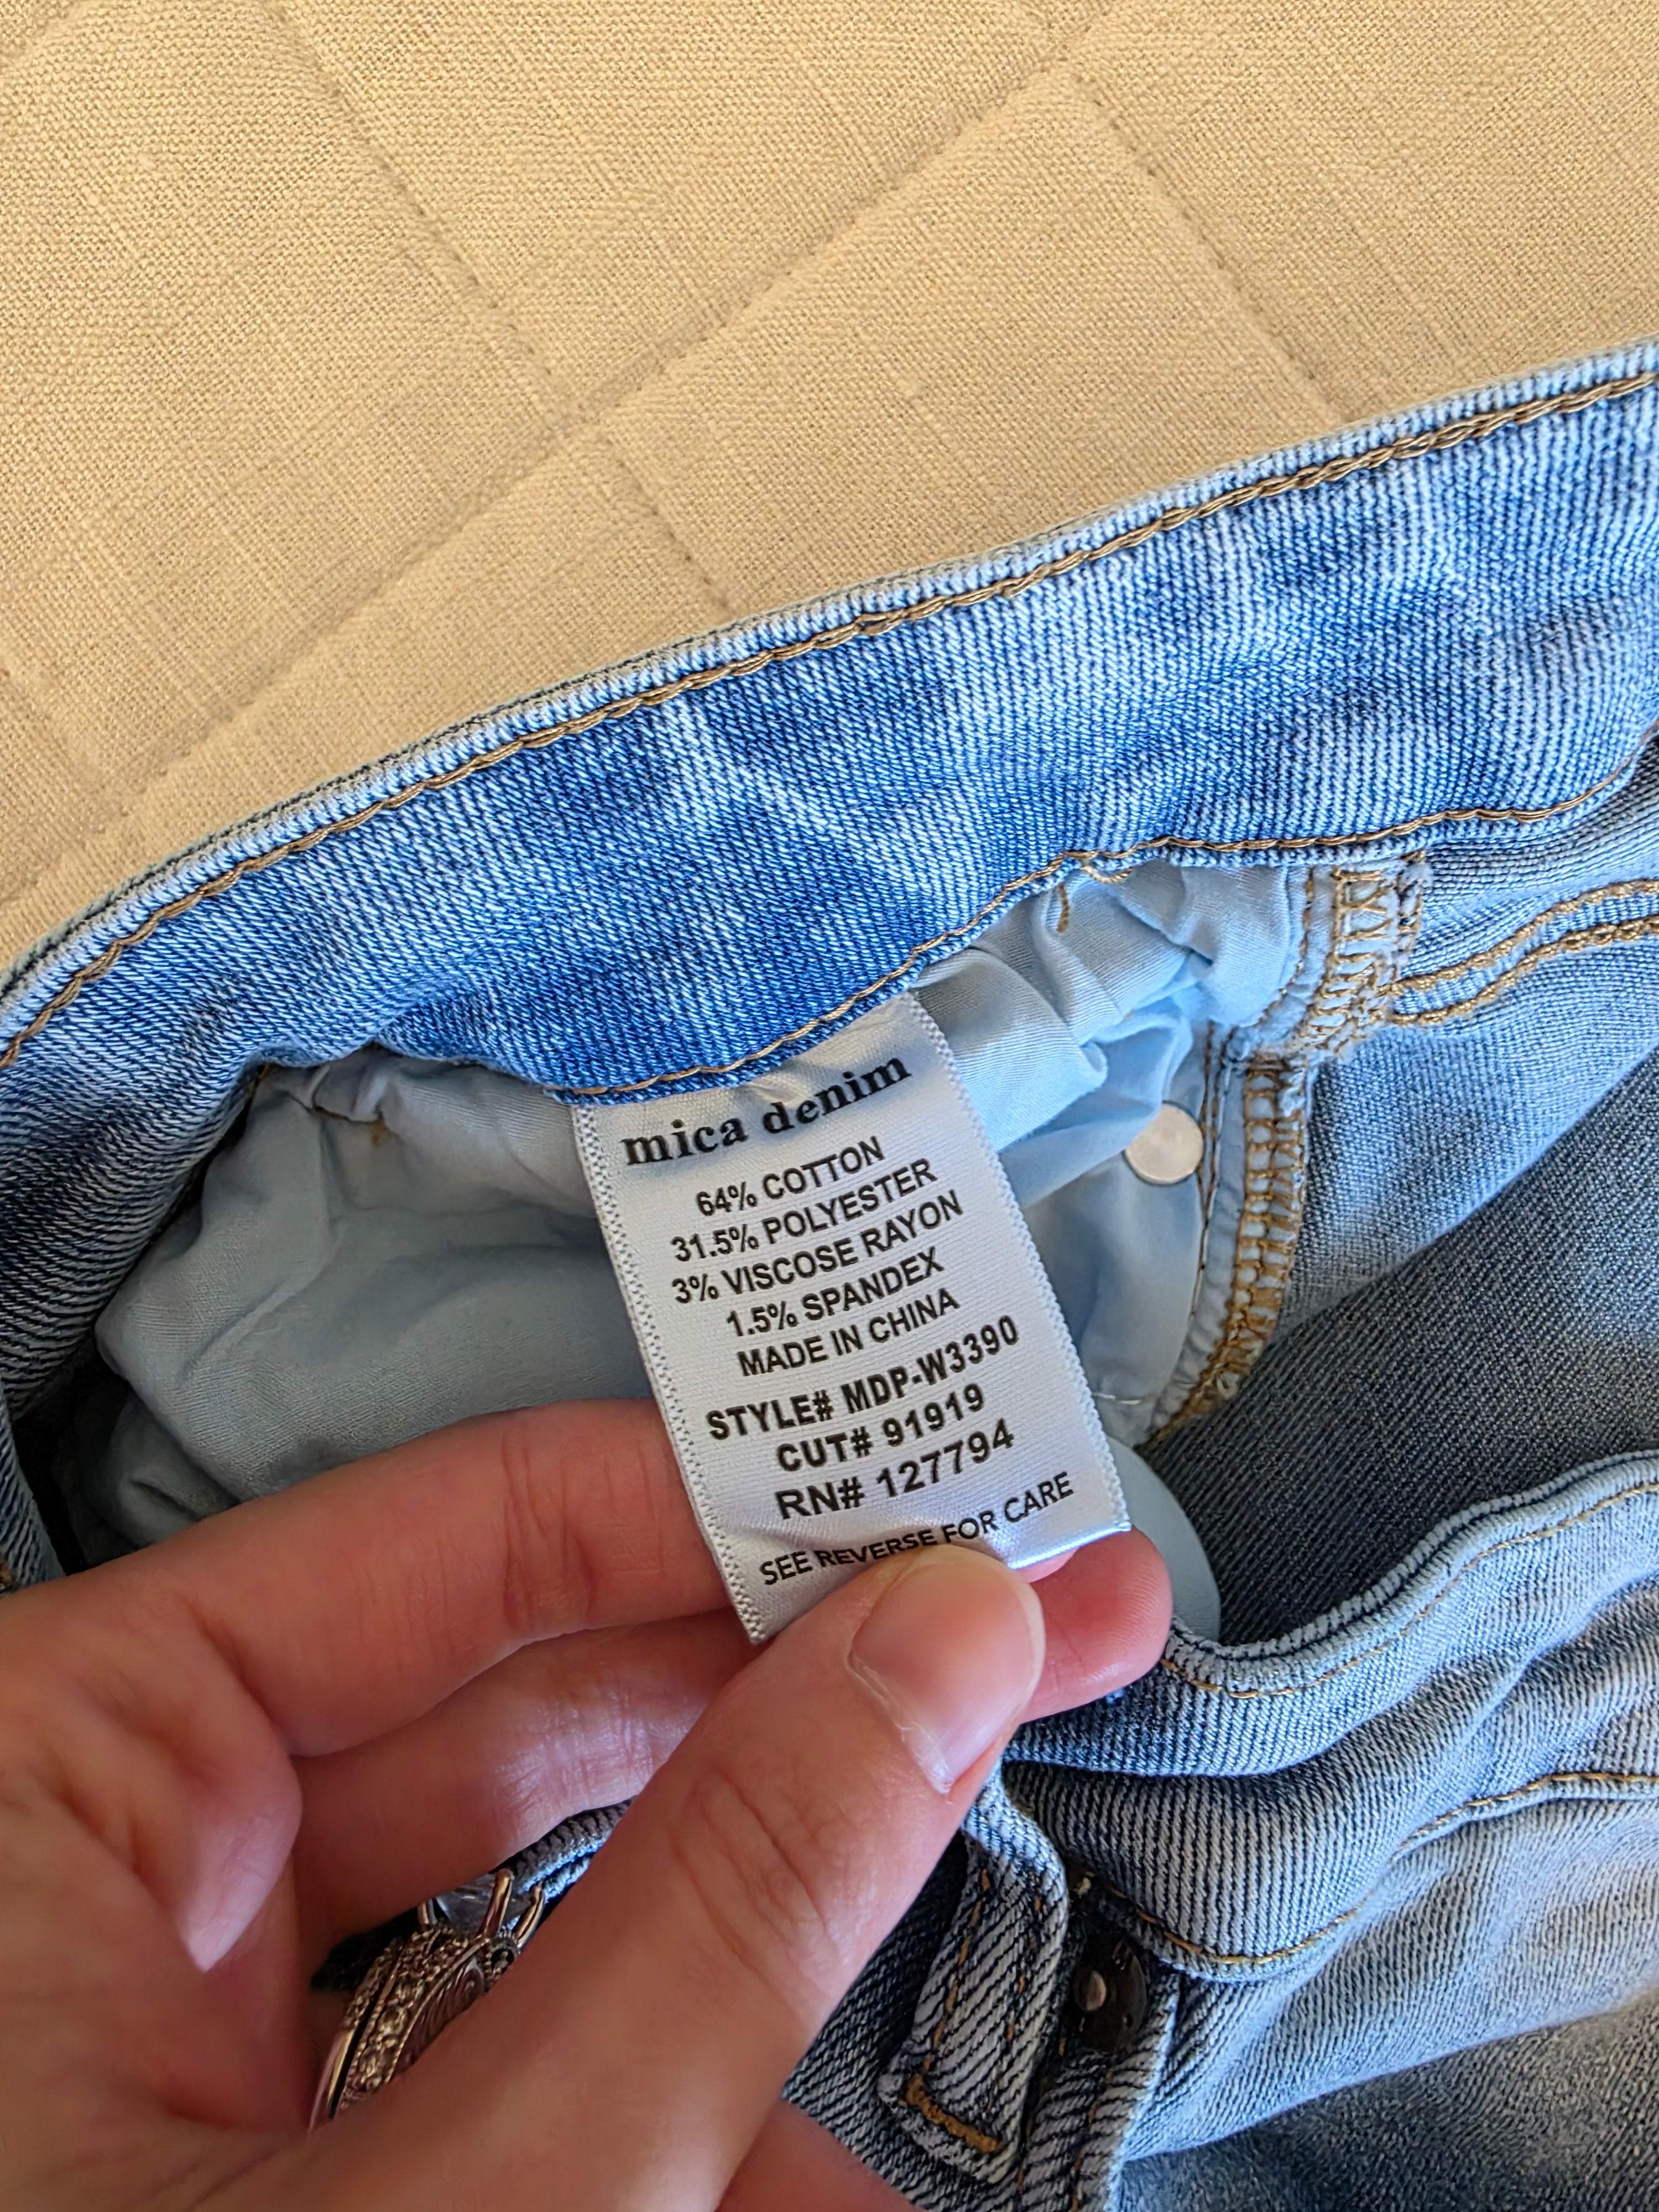 mica denim
64% COTTON
31.5% POLYESTER
3% VISCOSE RAYON
1.5% SPANDEX
MADE IN CHINA
STYLE# MDP-W3390
CUT# 91919
RN# 127794
SEE REVERSE FOR CARE